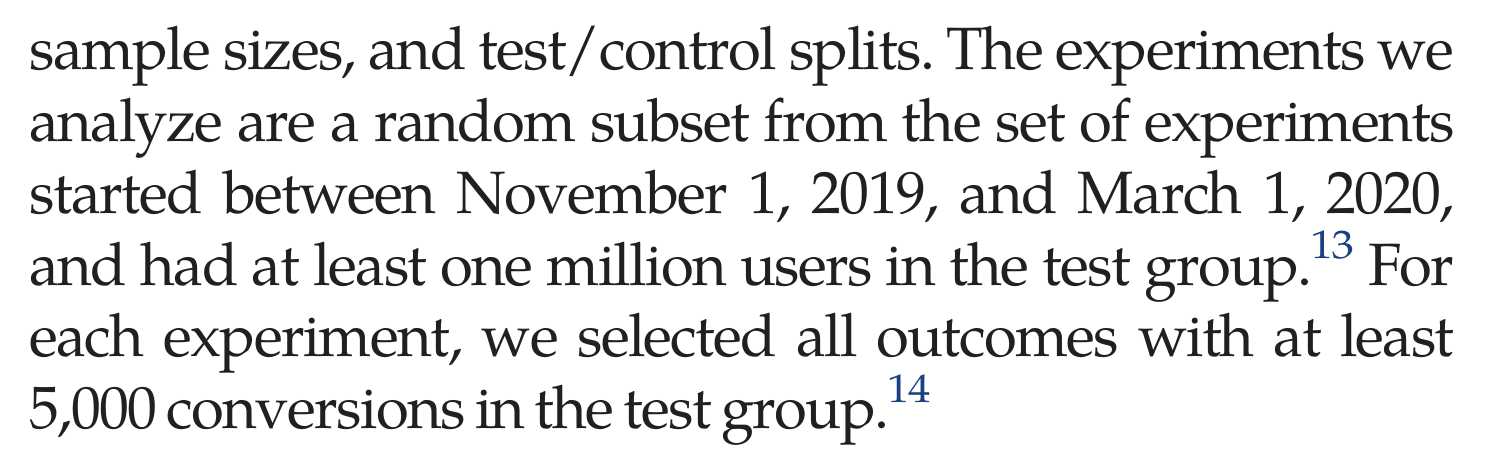 sample sizes, and test/control splits. The experiments we
analyze are a random subset from the set of experiments
started between November 1, 2019, and March 1, 2020,
and had at least one million users in the test group.13 For
each experiment, we selected all outcomes with at least
5,000 conversions in the test group.14